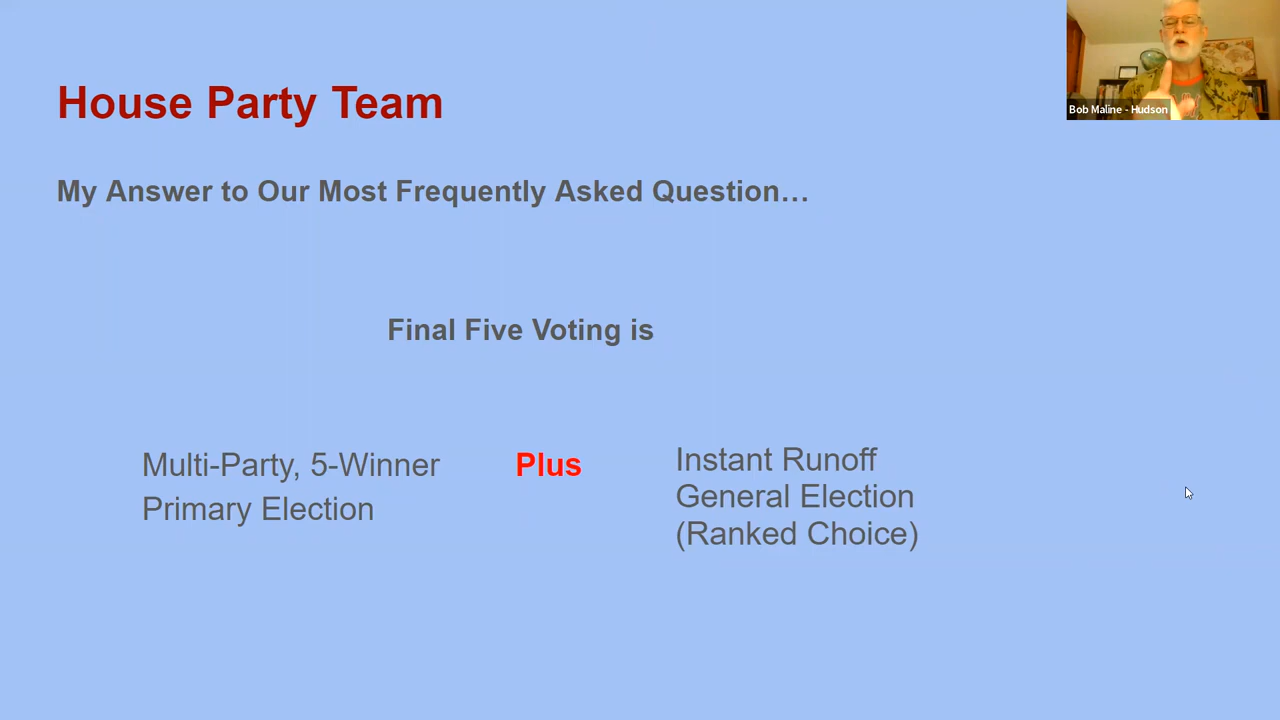 House Party Team
Bob Maline - Hudson
My Answer to Our Most Frequently Asked Question…
Final Five Voting is
Multi-Party, 5-Winner
Primary Election
Plus
Instant Runoff
General Election
(Ranked Choice)